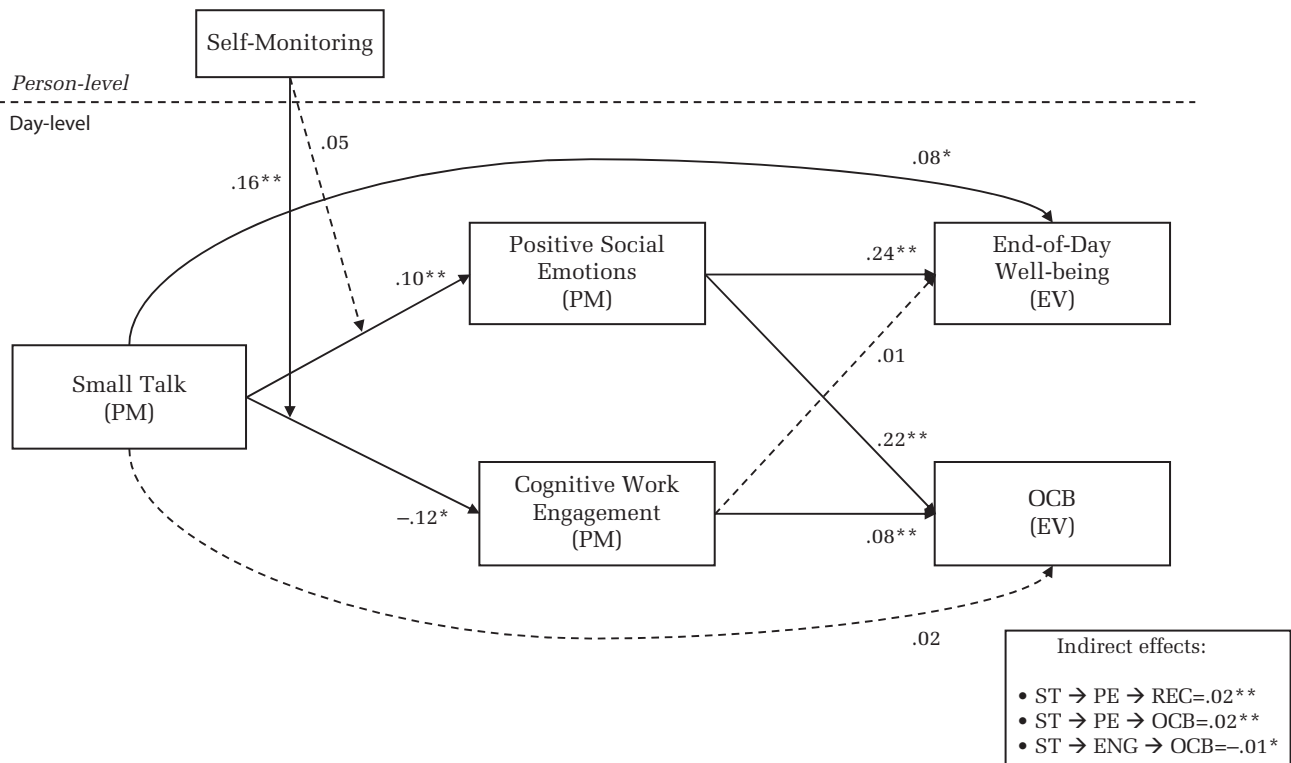 Self-Monitoring
Person-level
Day-level
.05
.08*
.16**
Positive Social
Emotions
(PM)
End-of-Day
Well-being
(EV)
.24**
.10**
Small Talk
(PM)
.01
.22**
Cognitive Work
Engagement
(PM)
OCB
(EV)
–.12*
.08**
.02
Indirect effects:
• ST → PE → REC=.02**
• ST → PE → OCB=.02**
• ST → ENG → OCB=–.01*